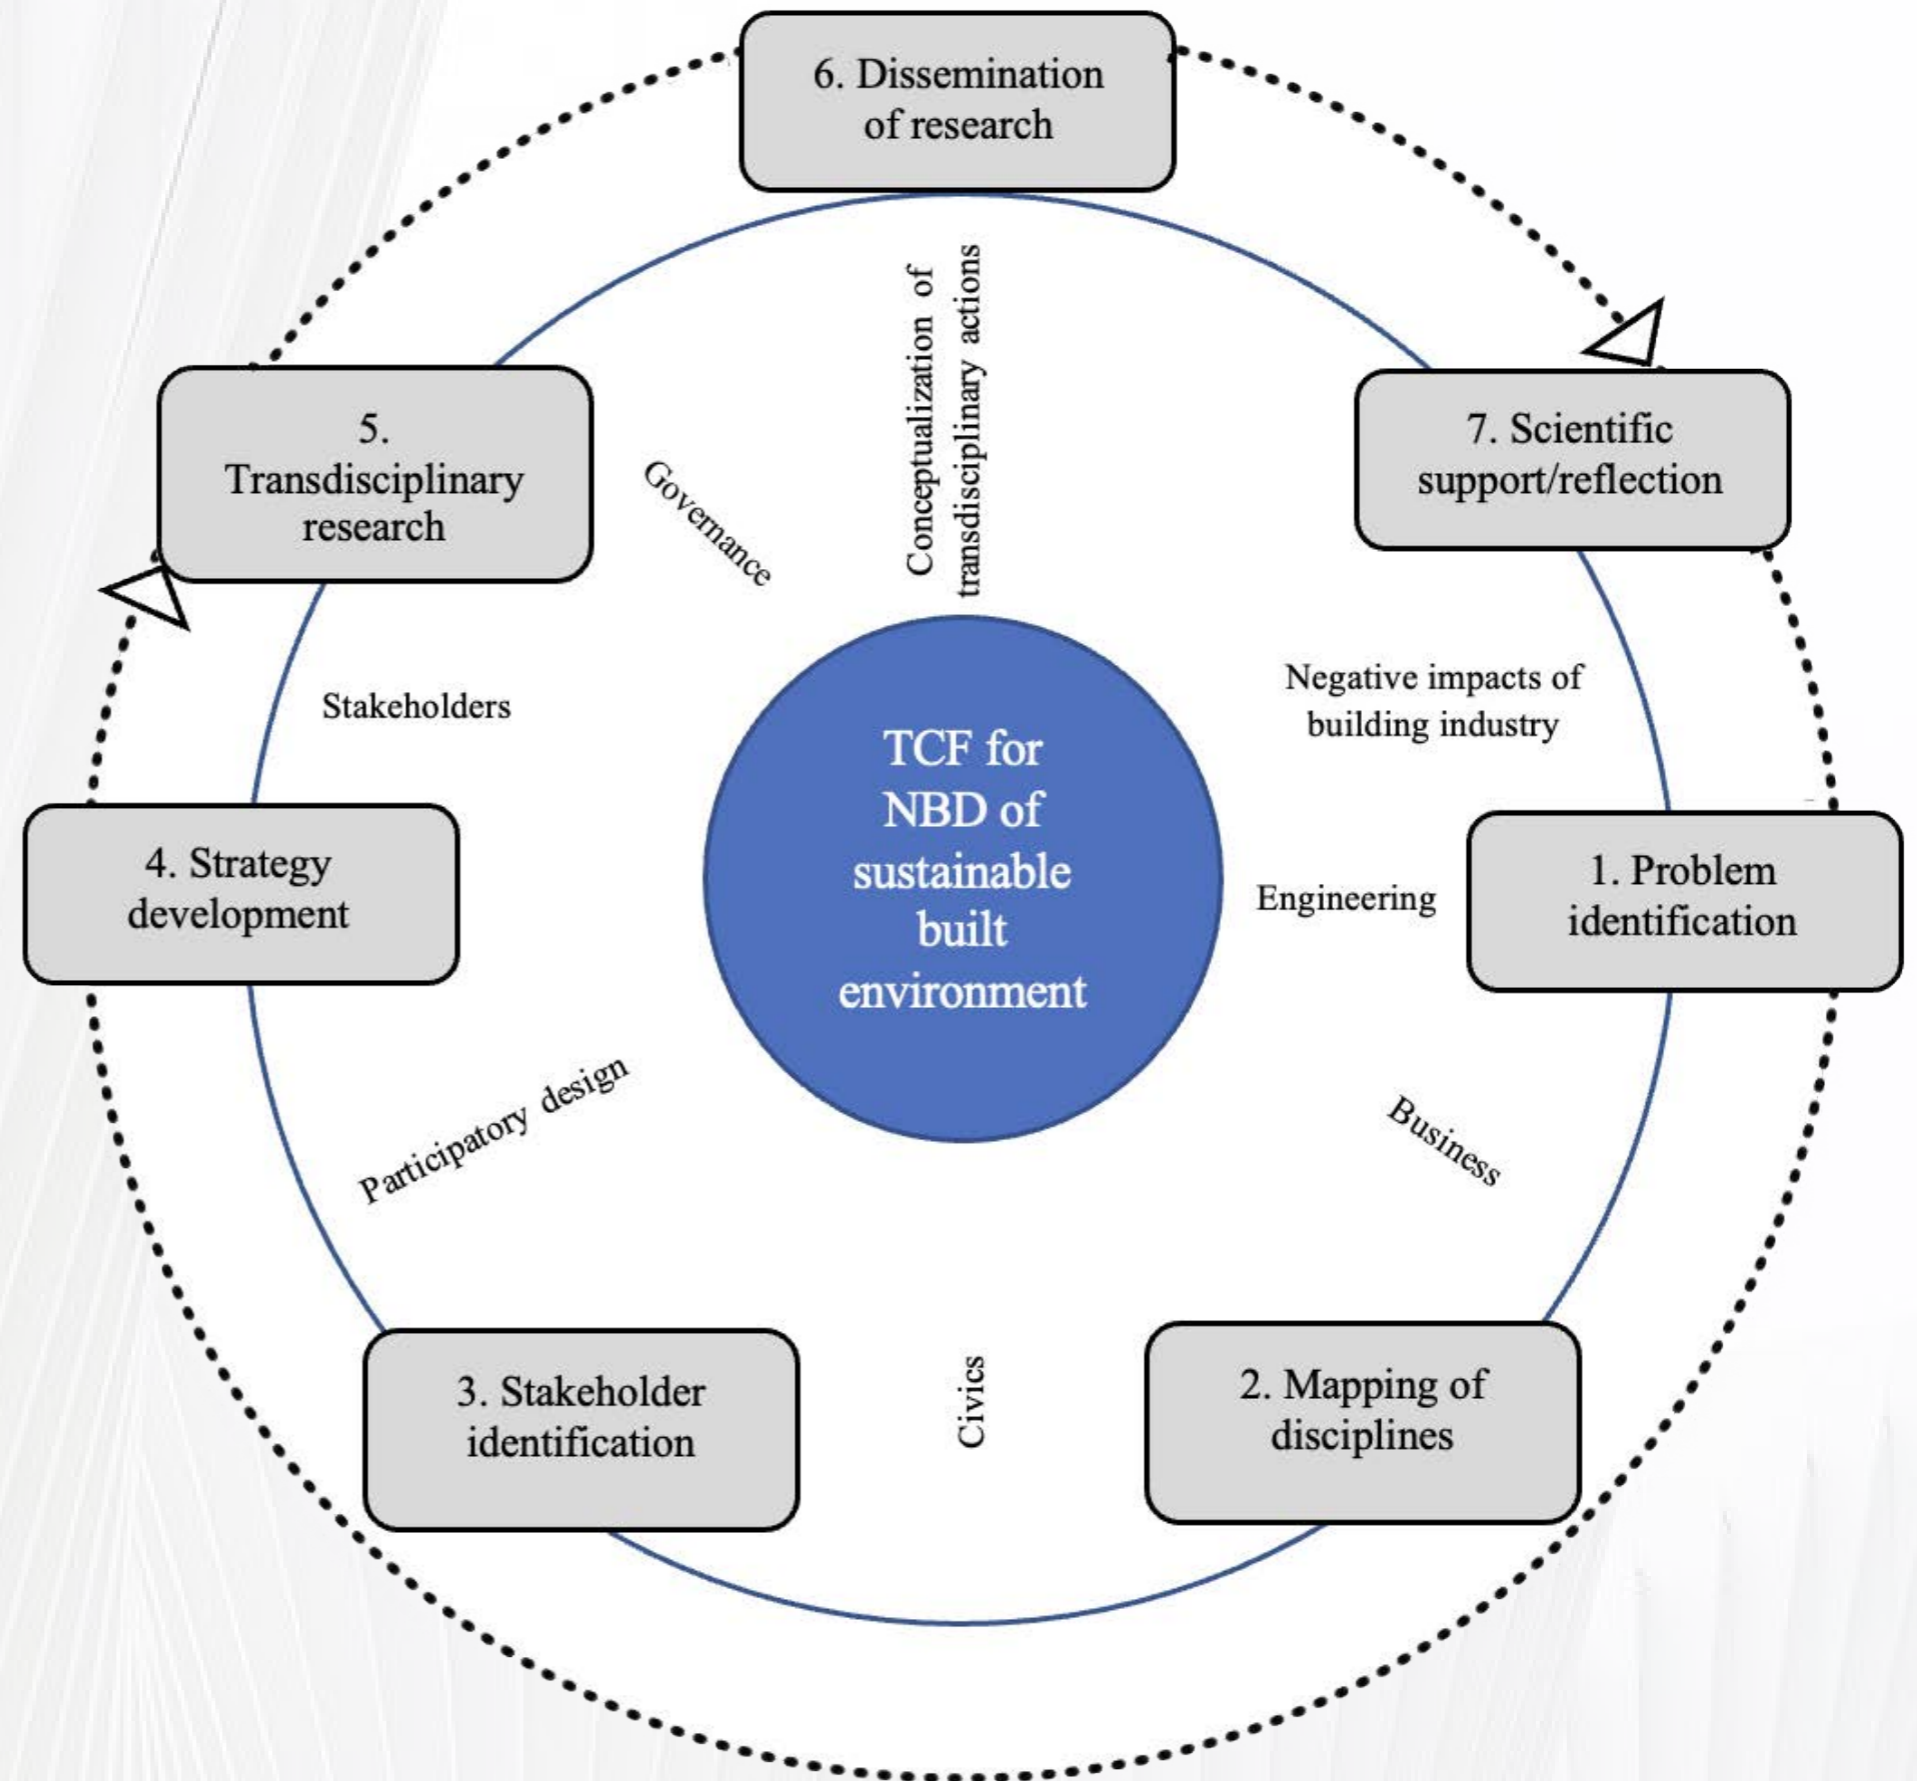 6. Dissemination
of research
Conceptualization of
transdisciplinary actions
5.
Transdisciplinary
research
Governance
7. Scientific
support/reflection
Stakeholders
Negative impacts of
building industry
TCF for
NBD of
sustainable
built
environment
4. Strategy
development
Engineering
1. Problem
identification
Participatory design
Business
3. Stakeholder
identification
Civics
2. Mapping of
disciplines